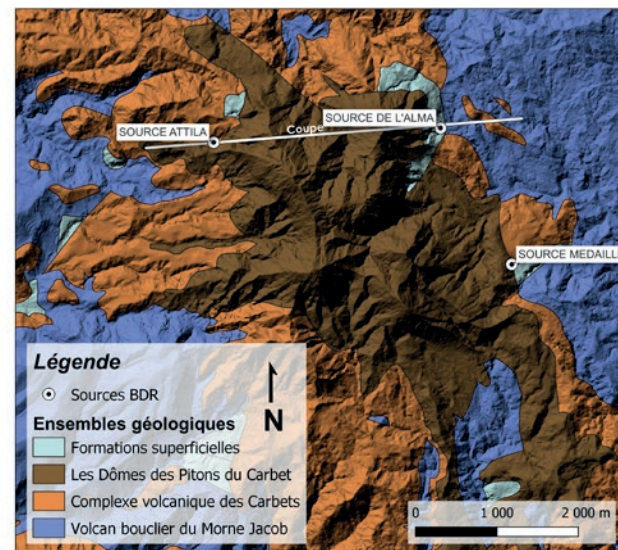 SOURCE ATTILA
Coupe
SOURCE DE L'ALMA
SOURCE MEDAILL
Légende
Sources BDR
N
Ensembles géologiques
Formations superficielles
Les Dômes des Pitons du Carbet
Complexe volcanique des Carbets
Volcan bouclier du Morne Jacob
0 1 000 2 000 m